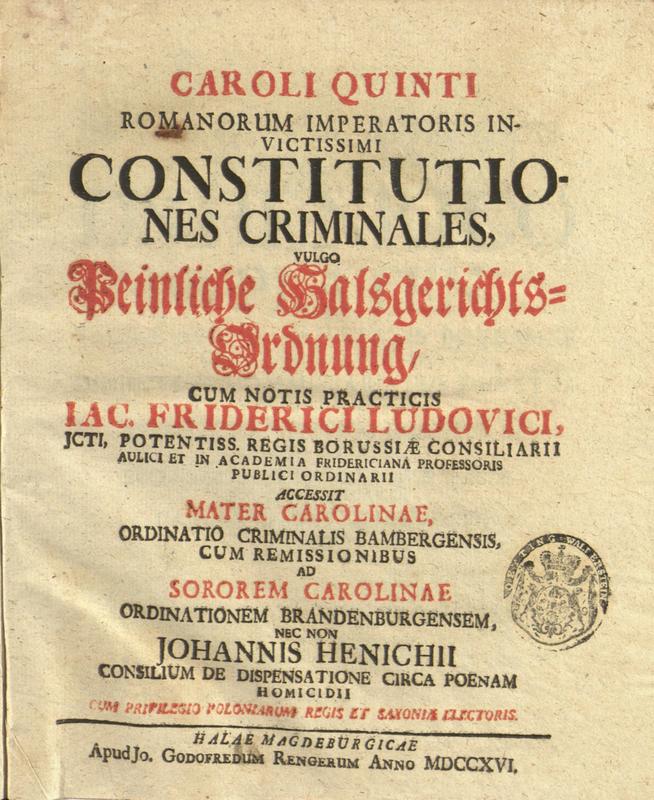 CAROLI QUINTI
ROMANORUM IMPERATORIS IN-
VICTISSIMI
CONSTITUTIO-
NES CRIMINALES,
VULGO
Peinliche Halsgerichts-
Ordnung/
CUM NOTIS PRACTICIS
IAC. FRIDERICI LUDOVICI,
JCTI, POTENTISS. REGIS BORUSSIÆ CONSILIARII
AULICI ET IN ACADEMIA FRIDERICIANA PROFESSORIS
PUBLICI ORDINARII
ACCESSIT
MATER CAROLINAE,
ORDINATIO CRIMINALIS BAMBERGENSIS,
CUM REMISSIONIBUS
AD
SOROREM CAROLINAE
ORDINATIONEM BRANDENBURGENSEM,
NEC NON
JOHANNIS HENICHII
CONSILIUM DE DISPENSATIONE CIRCA POENAM
HOMICIDII
CUM PRIVILEGIO POLONIARUM REGIS ET SAXONIÆ ELECTORIS.
HALAE MAGDEBURGICAE
Apud Jo. GODOFREDUM RENGERUM ANNO MDCCXVI.